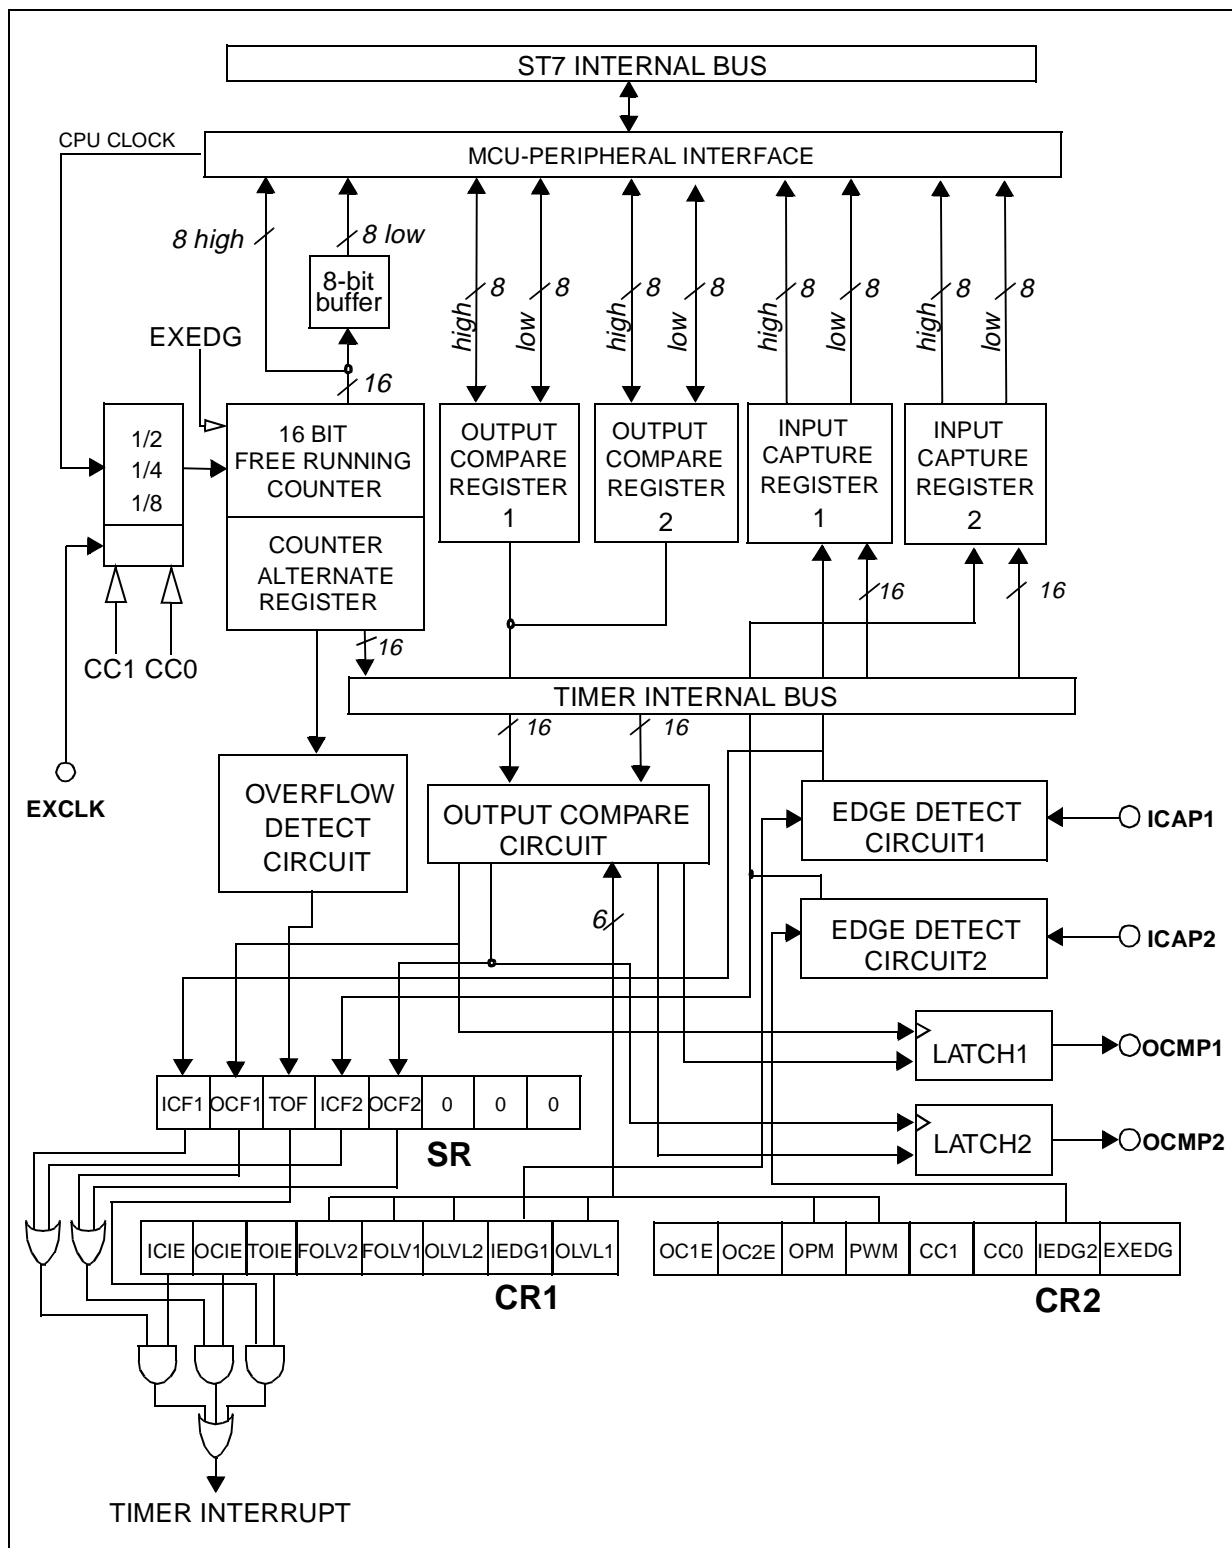 ST7 INTERNAL BUS
CPU CLOCK
MCU-PERIPHERAL INTERFACE
8 high
8 low
8-bit
buffer
high
8
low
8
high
8
low
8
high
8
low
8
high
8
low
8
EXEDG
16
1/2
1/4
1/8
16 BIT
FREE RUNNING
COUNTER
OUTPUT
COMPARE
REGISTER
1
OUTPUT
COMPARE
REGISTER
2
INPUT
CAPTURE
REGISTER
1
INPUT
CAPTURE
REGISTER
2
COUNTER
ALTERNATE
REGISTER
16
16
16
CC1 CC0
TIMER INTERNAL BUS
16
16
EXCLK
OVERFLOW
DETECT
CIRCUIT
OUTPUT COMPARE
CIRCUIT
EDGE DETECT
CIRCUIT1
ICAP1
6
EDGE DETECT
CIRCUIT2
ICAP2
LATCH1
OCMP1
ICF1 OCF1 TOF ICF2 OCF2 0 0 0
SR
LATCH2
OCMP2
ICIE OCIE TOIE FOLV2 FOLV1 OLVL2 IEDG1 OLVL1
CR1
OC1E OC2E OPM PWM CC1 CC0 IEDG2 EXEDG
CR2
TIMER INTERRUPT